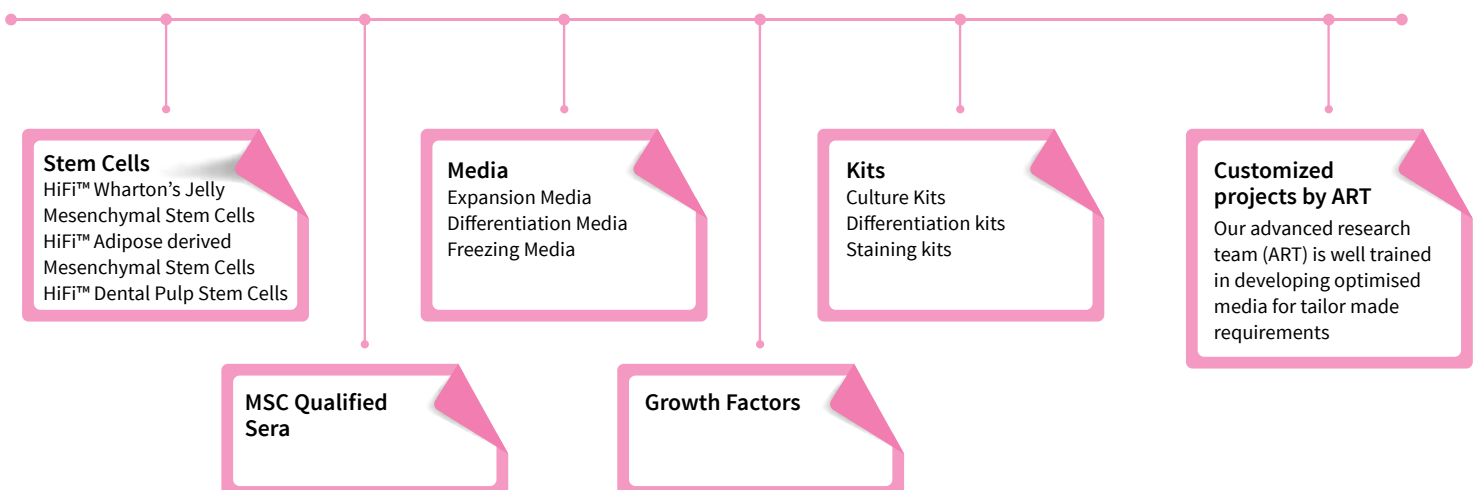 Stem Cells
HiFi™ Wharton’s Jelly
Mesenchymal Stem Cells
HiFi™ Adipose derived
Mesenchymal Stem Cells
HiFi™ Dental Pulp Stem Cells
MSC Qualified
Sera
Media
Expansion Media
Differentiation Media
Freezing Media
Growth Factors
Kits
Culture Kits
Differentiation kits
Staining kits
Customized
projects by ART
Our advanced research
team (ART) is well trained
in developing optimised
media for tailor made
requirements